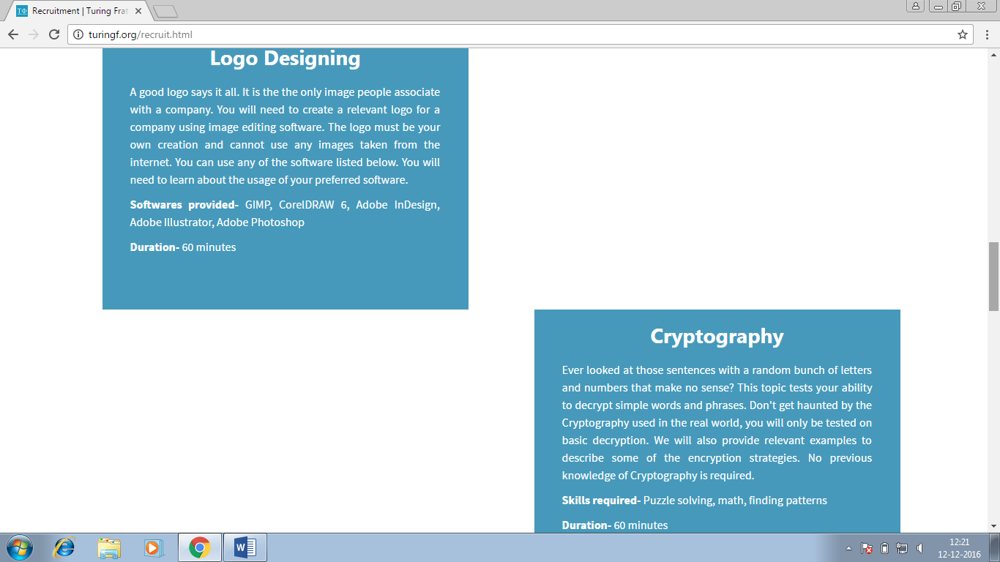 Recruitment | Turing Frat
turingf.org/recruit.html
Logo Designing
A good logo says it all. It is the the only image people associate
with a company. You will need to create a relevant logo for a
company using image editing software. The logo must be your
own creation and cannot use any images taken from the
internet. You can use any of the software listed below. You will
need to learn about the usage of your preferred software.
Softwares provided- GIMP, CorelDRAW 6, Adobe InDesign,
Adobe Illustrator, Adobe Photoshop
Duration- 60 minutes
Cryptography
Ever looked at those sentences with a random bunch of letters
and numbers that make no sense? This topic tests your ability
to decrypt simple words and phrases. Don't get haunted by the
Cryptography used in the real world, you will only be tested on
basic decryption. We will also provide relevant examples to
describe some of the encryption strategies. No previous
knowledge of Cryptography is required.
Skills required- Puzzle solving, math, finding patterns
Duration- 60 minutes
12:21
12-12-2016